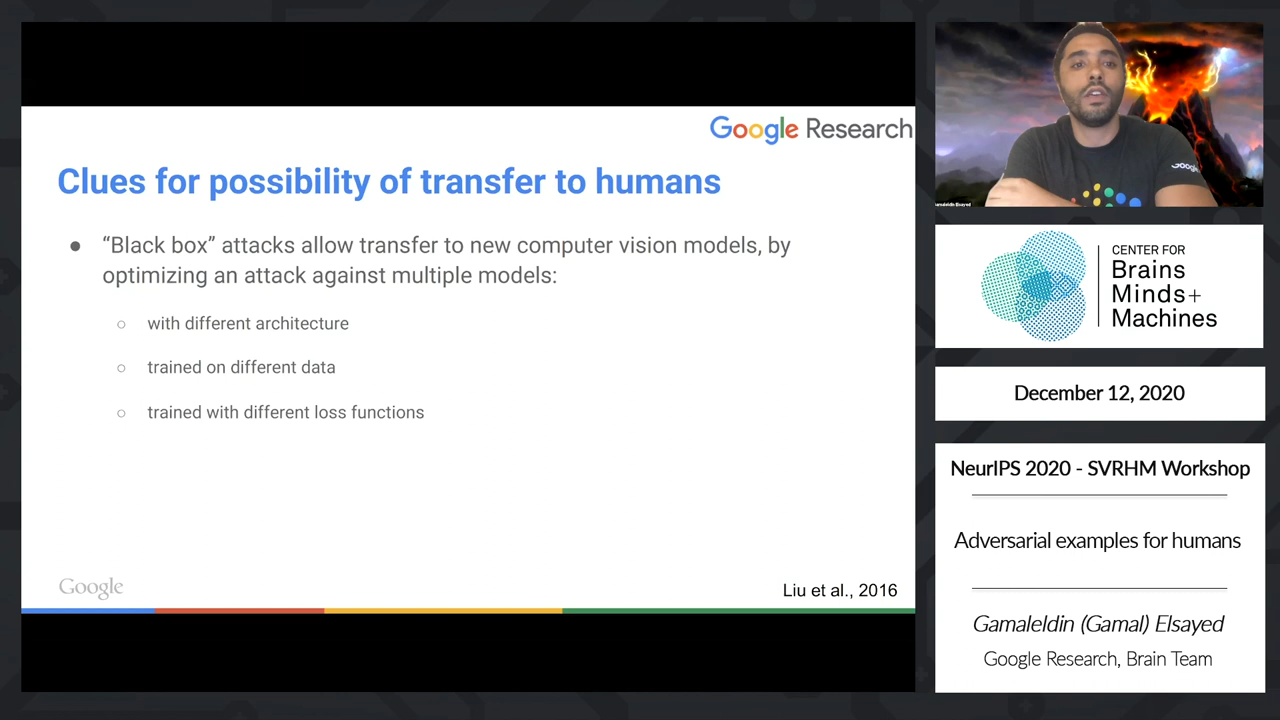 Google Research
Clues for possibility of transfer to humans
● “Black box” attacks allow transfer to new computer vision models, by
optimizing an attack against multiple models:
○ with different architecture
○ trained on different data
○ trained with different loss functions
Google
Liu et al., 2016
Google
Gamaleldin Elsayed
CENTER FOR
Brains
Minds+
Machines
December 12, 2020
NeurIPS 2020 - SVRHM Workshop
Adversarial examples for humans
Gamaleldin (Gamal) Elsayed
Google Research, Brain Team